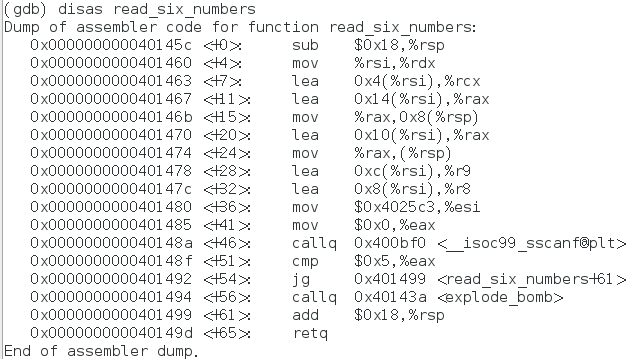 (gdb) disas read_six_numbers
Dump of assembler code for function read_six_numbers:
   0x000000000040145c <+0>:     sub    $0x18,%rsp
   0x0000000000401460 <+4>:     mov    %rsi,%rdx
   0x0000000000401463 <+7>:     lea    0x4(%rsi),%rcx
   0x0000000000401467 <+11>:    lea    0x14(%rsi),%rax
   0x000000000040146b <+15>:    mov    %rax,0x8(%rsp)
   0x0000000000401470 <+20>:    lea    0x10(%rsi),%rax
   0x0000000000401474 <+24>:    mov    %rax,(%rsp)
   0x0000000000401478 <+28>:    lea    0xc(%rsi),%r9
   0x000000000040147c <+32>:    lea    0x8(%rsi),%r8
   0x0000000000401480 <+36>:    mov    $0x4025c3,%esi
   0x0000000000401485 <+41>:    mov    $0x0,%eax
   0x000000000040148a <+46>:    callq  0x400bf0 <__isoc99_sscanf@plt>
   0x000000000040148f <+51>:    cmp    $0x5,%eax
   0x0000000000401492 <+54>:    jg     0x401499 <read_six_numbers+61>
   0x0000000000401494 <+56>:    callq  0x40143a <explode_bomb>
   0x0000000000401499 <+61>:    add    $0x18,%rsp
   0x000000000040149d <+65>:    retq
End of assembler dump.